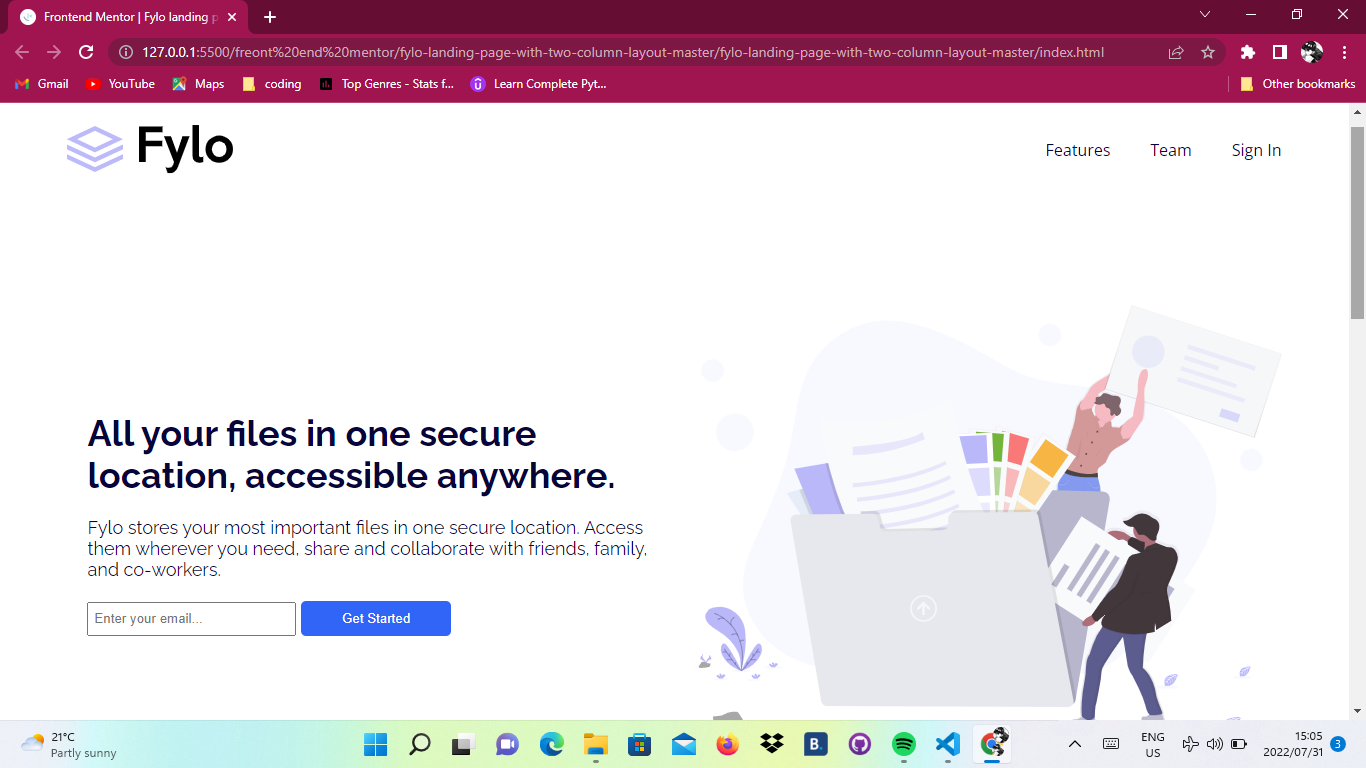 Frontend Mentor | Fylo landing p
127.0.0.1:5500/freont%20end%20mentor/fylo-landing-page-with-two-column-layout-master/fylo-landing-page-with-two-column-layout-master/index.html
Gmail YouTube Maps coding Top Genres - Stats f... Learn Complete Pyt... Other bookmarks
Fylo Features Team Sign In
All your files in one secure
location, accessible anywhere.
Fylo stores your most important files in one secure location. Access
them wherever you need, share and collaborate with friends, family,
and co-workers.
Enter your email... Get Started
21°C
Partly sunny
B.
ENG
US
15:05
2022/07/31
3